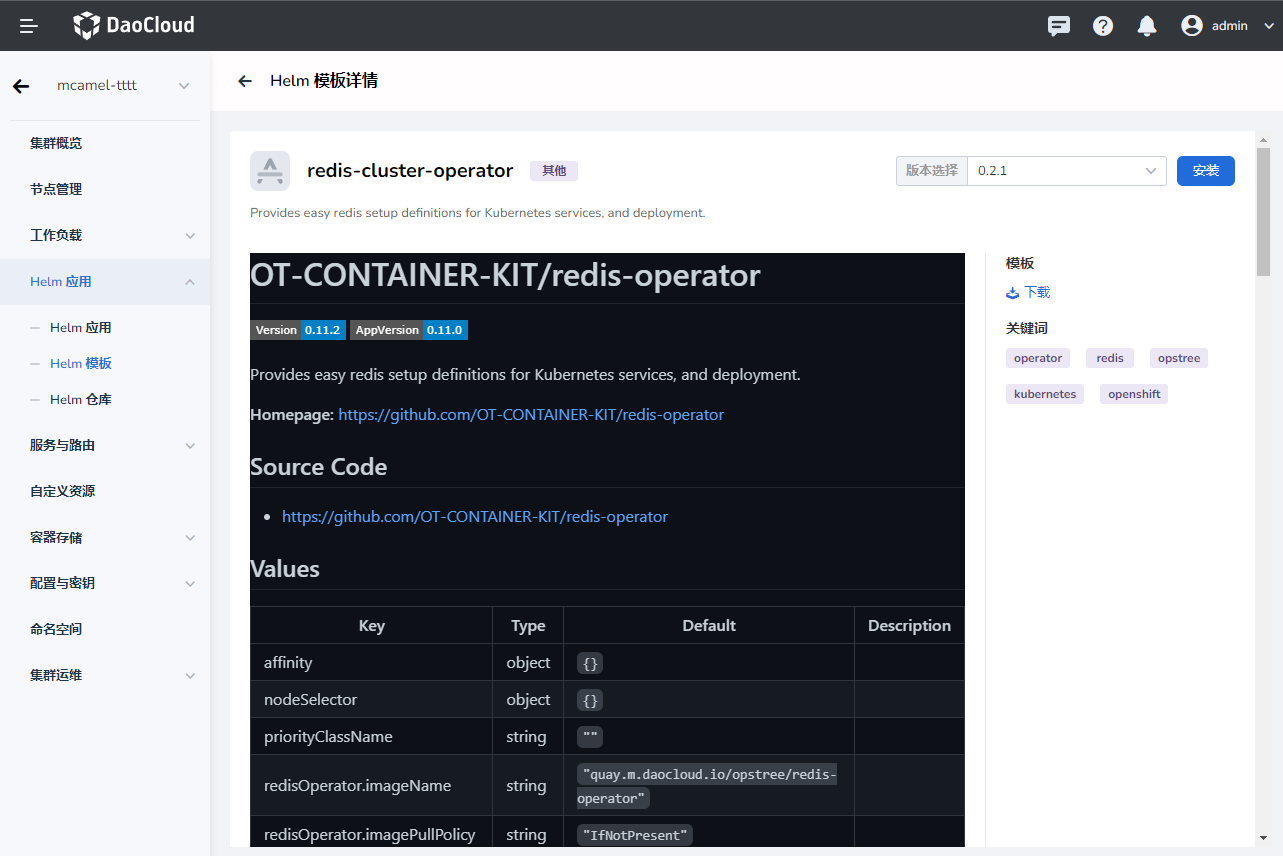 DaoCloud
admin
mcamel-tttt
集群概览
节点管理
工作负载
Helm 应用
Helm 应用
Helm 模板
Helm 仓库
服务与路由
自定义资源
容器存储
配置与密钥
命名空间
集群运维
Helm 模板详情
redis-cluster-operator 其他
版本选择 0.2.1 安装
Provides easy redis setup definitions for Kubernetes services, and deployment.
OT-CONTAINER-KIT/redis-operator
Version 0.11.2 AppVersion 0.11.0
Provides easy redis setup definitions for Kubernetes services, and deployment.
Homepage: https://github.com/OT-CONTAINER-KIT/redis-operator
Source Code
• https://github.com/OT-CONTAINER-KIT/redis-operator
Values
Key Type Default Description
affinity object {}
nodeSelector object {}
priorityClassName string ""
redisOperator.imageName string "quay.m.daocloud.io/opstree/redis-
operator"
redisOperator.imagePullPolicy string "IfNotPresent"
模板
下载
关键词
operator redis opstree
kubernetes openshift